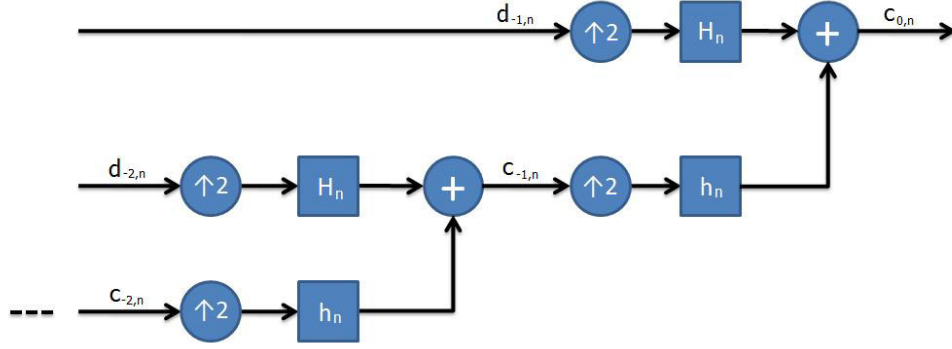 d-1,n ↑2 Hn + c0,n
d-2,n ↑2 Hn + c-1,n ↑2 hn
c-2,n ↑2 hn